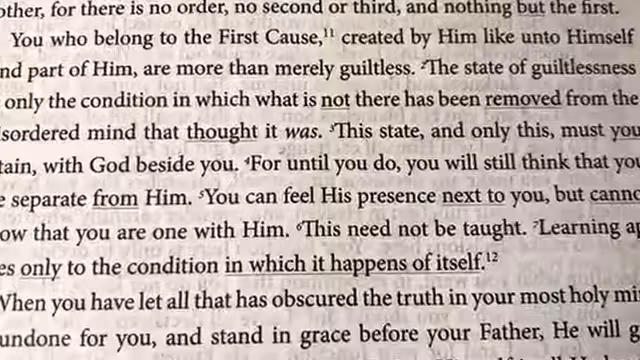 other, for there is no order, no second or third, and nothing but the first.
You who belong to the First Cause,¹¹ created by Him like unto Himself
nd part of Him, are more than merely guiltless. ²The state of guiltlessness
only the condition in which what is not there has been removed from the
sordered mind that thought it was. ³This state, and only this, must you
tain, with God beside you. ⁴For until you do, you will still think that you
e separate from Him. ⁵You can feel His presence next to you, but canno
ow that you are one with Him. ⁶This need not be taught. ⁷Learning ap
es only to the condition in which it happens of itself.¹²
When you have let all that has obscured the truth in your most holy mi
undone for you, and stand in grace before your Father, He will g